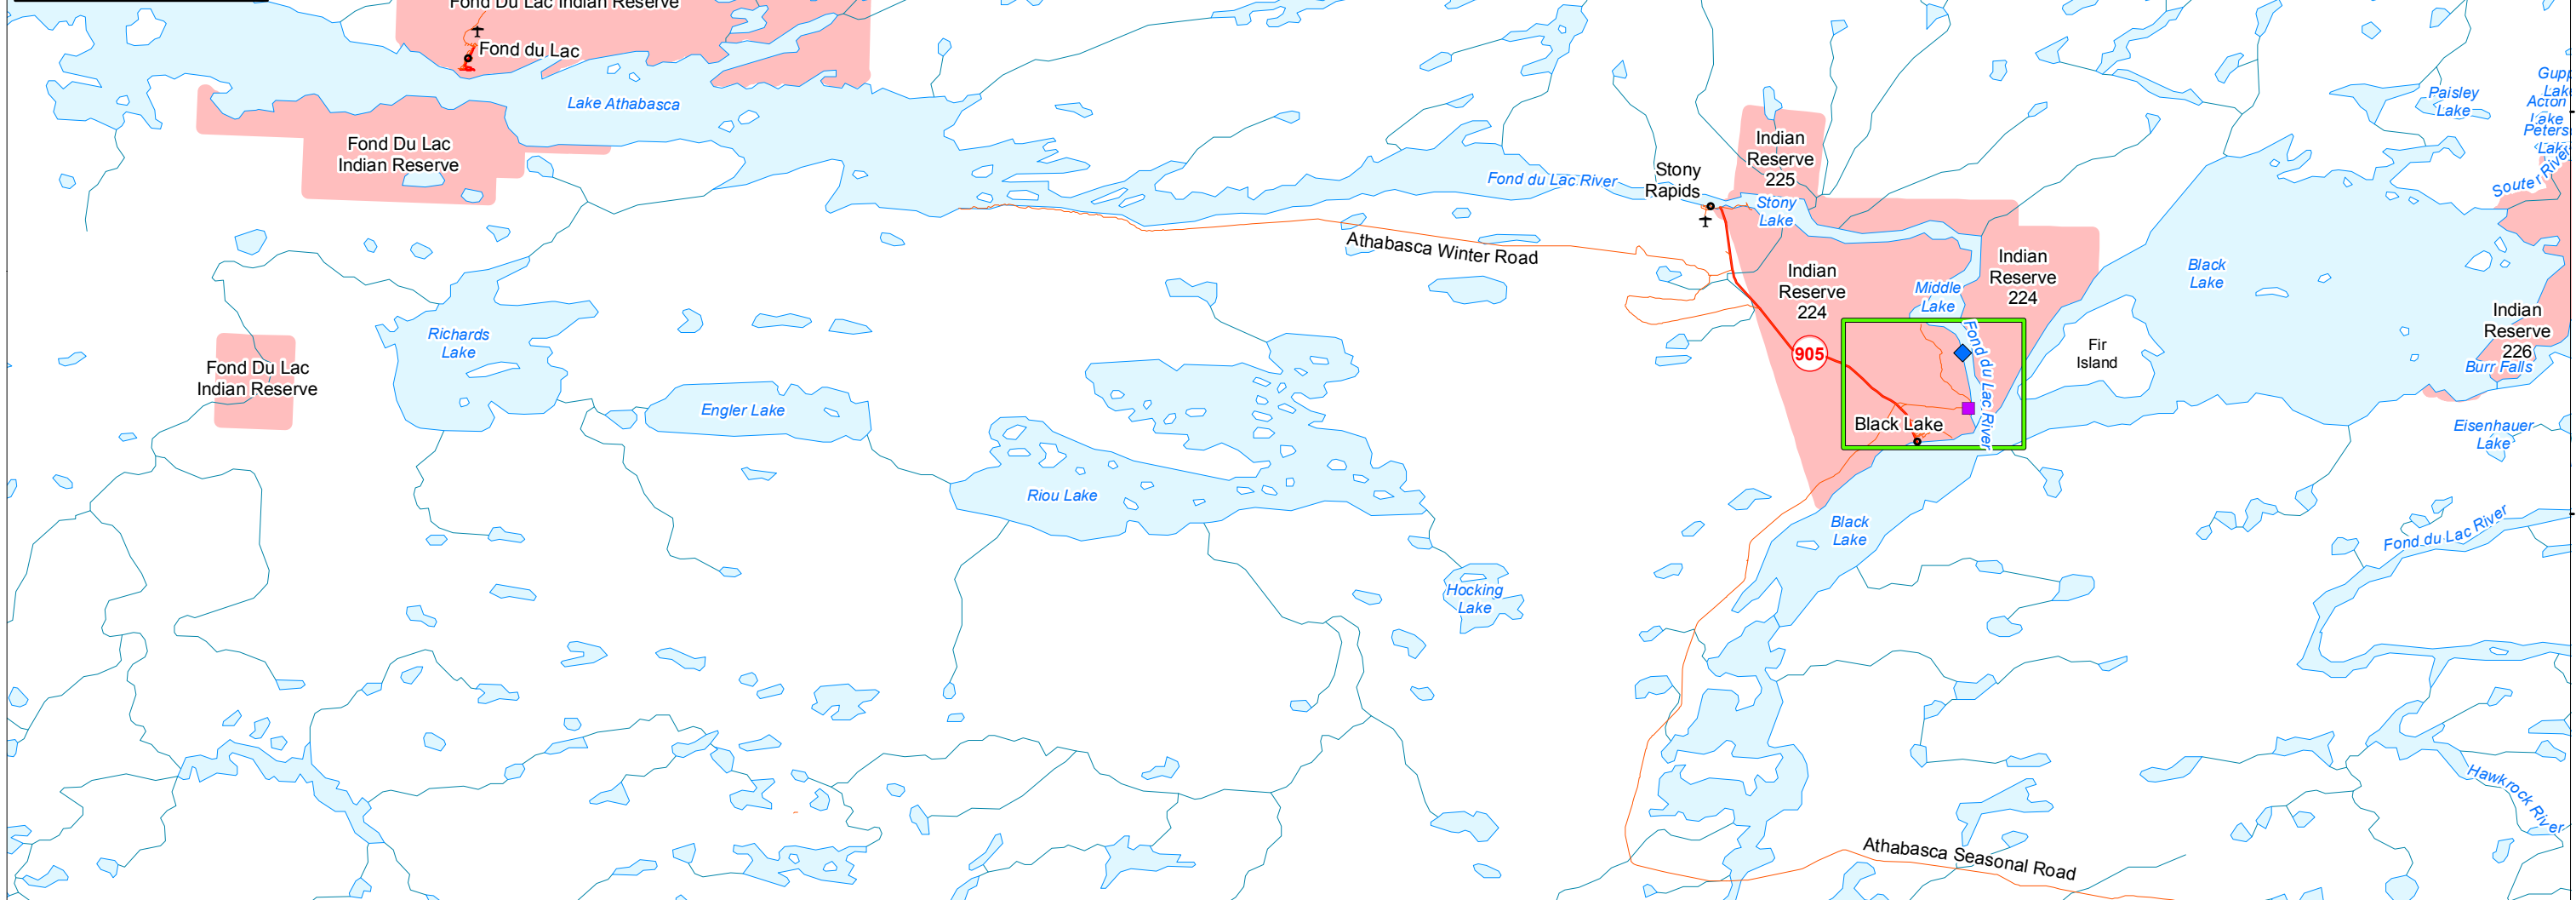 Fond Du Lac Indian Reserve
Fond du Lac
Lake Athabasca
Fond Du Lac
Indian Reserve
Paisley
Lake
Acton
Lake
Peters
Lake
Souter River
Indian
Reserve
225
Stony
Rapids
Fond du Lac River
Stony
Lake
Athabasca Winter Road
Indian
Reserve
224
Indian
Reserve
224
Middle
Lake
Black
Lake
Indian
Reserve
226
Burr Falls
Fir
Island
905
Fond du Lac River
Black Lake
Richards
Lake
Fond Du Lac
Indian Reserve
Engler Lake
Riou Lake
Eisenhauer
Lake
Black
Lake
Fond du Lac River
Hocking
Lake
Hawkrock River
Athabasca Seasonal Road